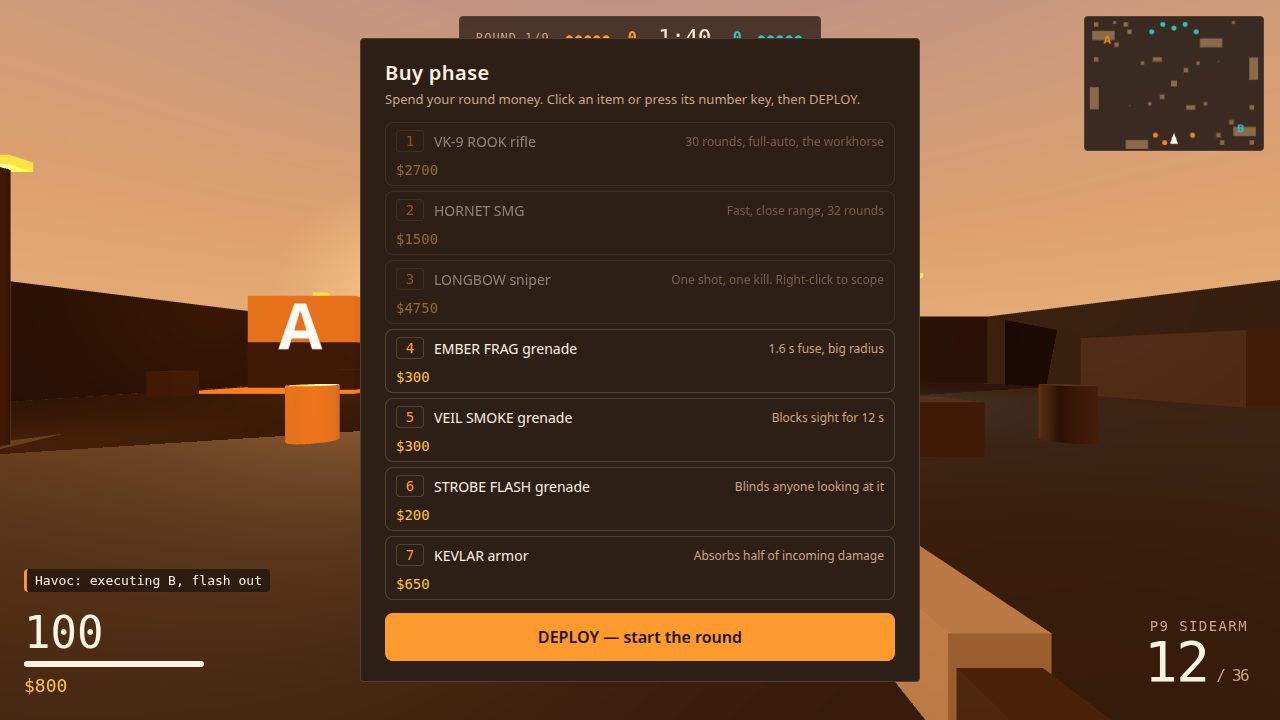 ROUND 1/9 0 1:40 0
Buy phase
Spend your round money. Click an item or press its number key, then DEPLOY.
1 VK-9 ROOK rifle 30 rounds, full-auto, the workhorse
$2700
2 HORNET SMG Fast, close range, 32 rounds
$1500
3 LONGBOW sniper One shot, one kill. Right-click to scope
$4750
4 EMBER FRAG grenade 1.6 s fuse, big radius
$300
5 VEIL SMOKE grenade Blocks sight for 12 s
$300
6 STROBE FLASH grenade Blinds anyone looking at it
$200
7 KEVLAR armor Absorbs half of incoming damage
$650
DEPLOY — start the round
A
B
A
Havoc: executing B, flash out
100
$800
P9 SIDEARM
12 / 36